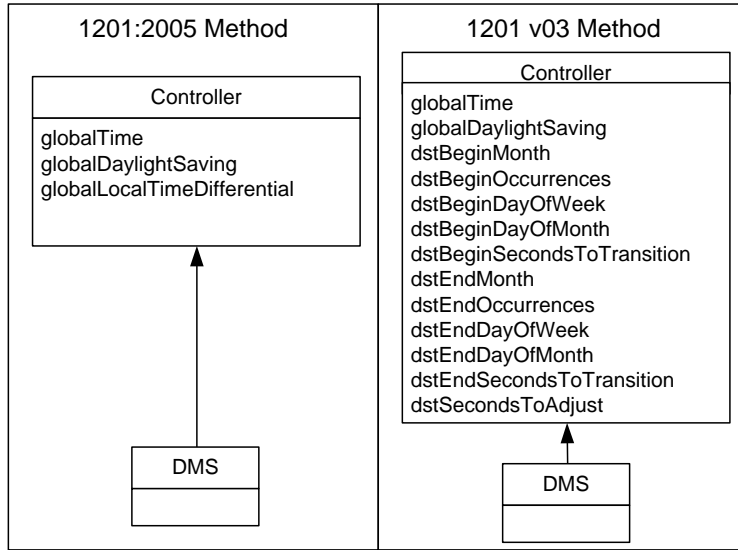 1201:2005 Method
Controller
globalTime
globalDaylightSaving
globalLocalTimeDifferential
DMS
1201 v03 Method
Controller
globalTime
globalDaylightSaving
dstBeginMonth
dstBeginOccurrences
dstBeginDayOfWeek
dstBeginDayOfMonth
dstBeginSecondsToTransition
dstEndMonth
dstEndOccurrences
dstEndDayOfWeek
dstEndDayOfMonth
dstEndSecondsToTransition
dstSecondsToAdjust
DMS